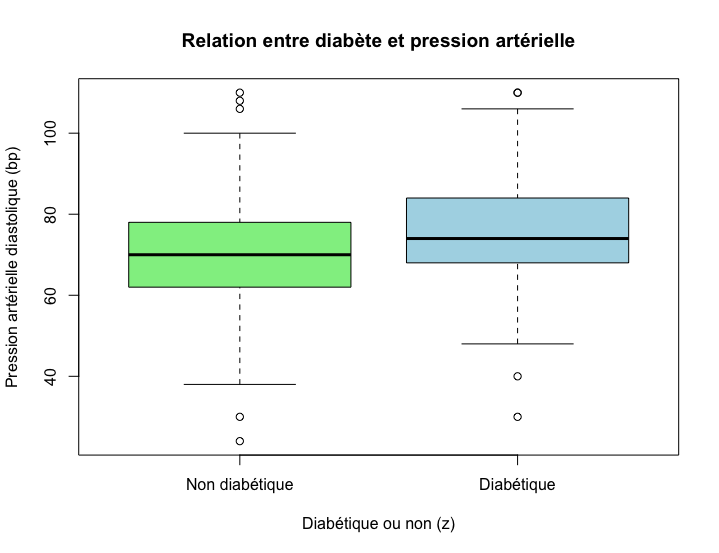 Relation entre diabète et pression artérielle
Pression artérielle diastolique (bp)
100
80
60
40
Non diabétique
Diabétique
Diabétique ou non (z)